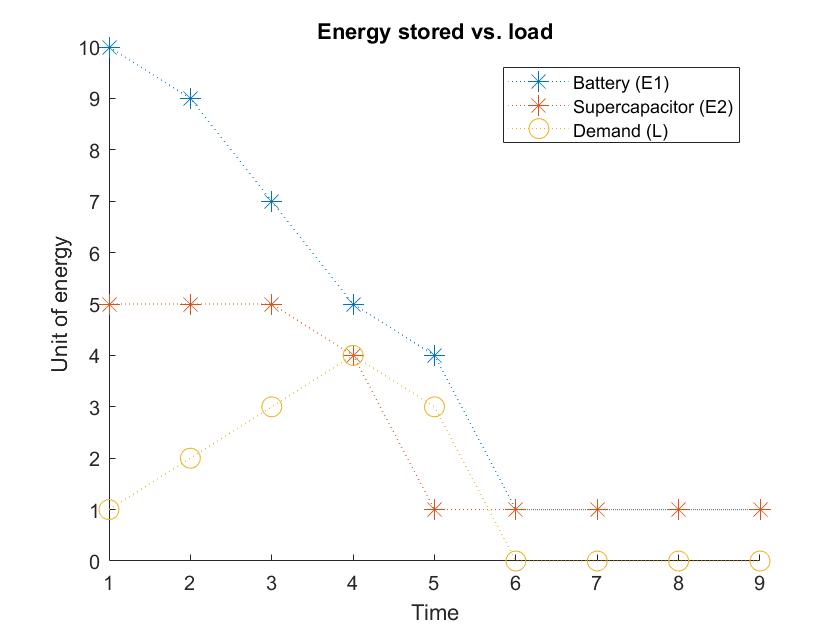 Energy stored vs. load
Battery (E1)
Supercapacitor (E2)
Demand (L)
Unit of energy
10
9
8
7
6
5
4
3
2
1
0
1 2 3 4 5 6 7 8 9
Time